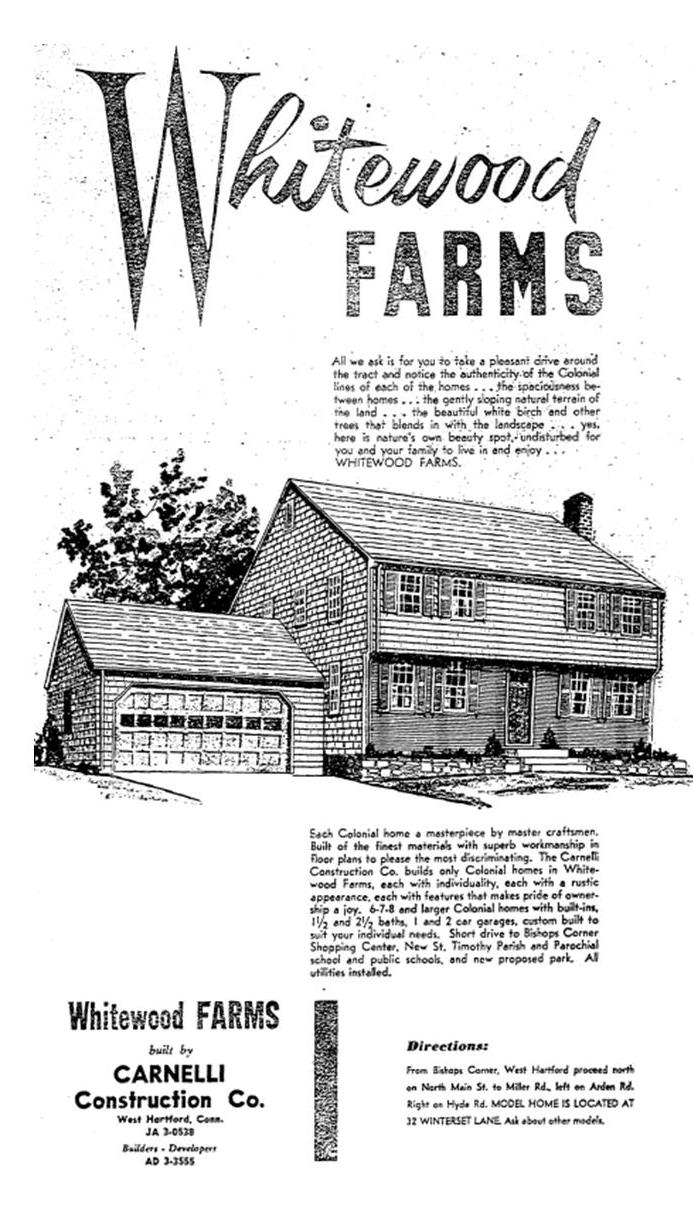 Whitewood
FARMS
All we ask is for you to take a pleasant drive around
the tract and notice the authenticity of the Colonial
lines of each of the homes . . . the spaciousness be-
tween homes . . . the gently sloping natural terrain of
the land . . . the beautiful white birch and other
trees that blends in with the landscape . . . yes,
here is nature's own beauty spot, undisturbed for
you and your family to live in and enjoy . . .
WHITEWOOD FARMS.
Each Colonial home a masterpiece by master craftsmen.
Built of the finest materials with superb workmanship in
floor plans to please the most discriminating. The Carnelli
Construction Co. builds only Colonial homes in White-
wood Farms, each with individuality, each with a rustic
appearance, each with features that makes pride of owner-
ship a joy. 6-7-8 and larger Colonial homes with built-ins,
1½ and 2½ baths, 1 and 2 car garages, custom built to
suit your individual needs. Short drive to Bishops Corner
Shopping Center, New St. Timothy Parish and Parochial
school and public schools, and new proposed park. All
utilities installed.
Whitewood FARMS
built by
CARNELLI
Construction Co.
West Hartford, Conn.
JA 3-0538
Builders - Developers
AD 3-3555
Directions:
From Bishops Corner, West Hartford proceed north
on North Main St. to Miller Rd., left on Arden Rd.
Right on Hyde Rd. MODEL HOME IS LOCATED AT
32 WINTERSET LANE. Ask about other models.